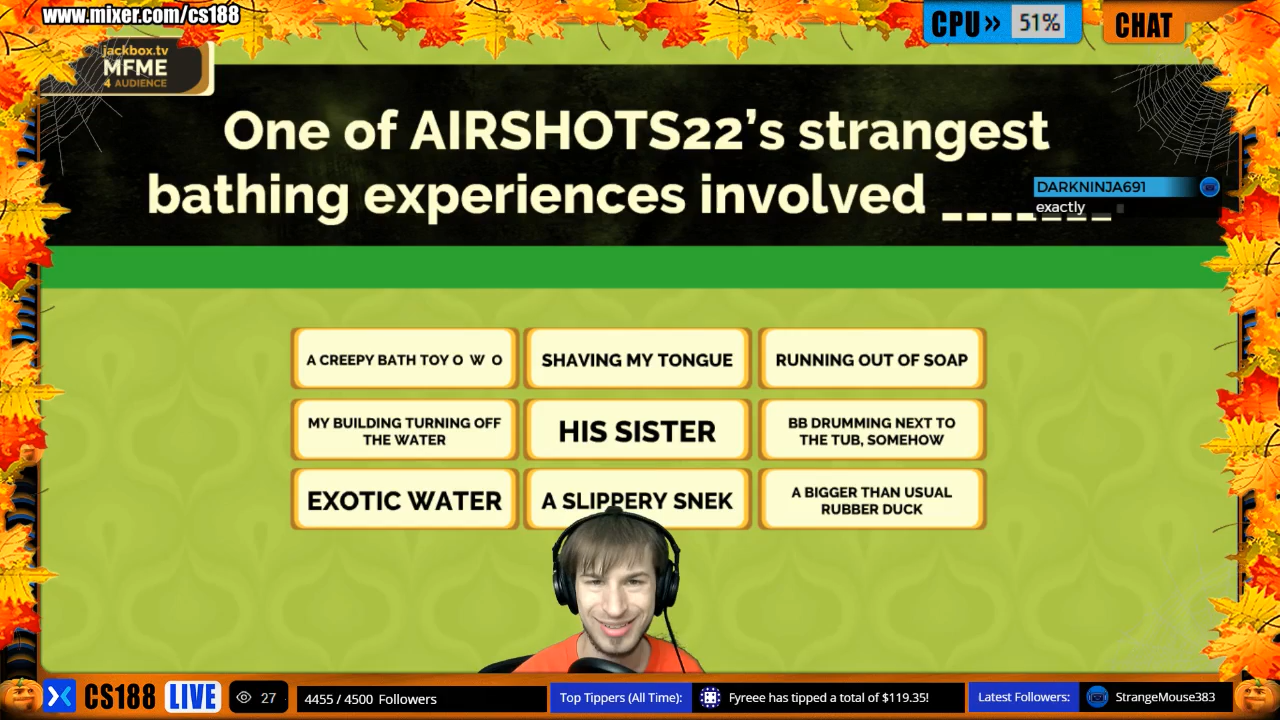 www.mixer.com/cs188
CPU»
51%
CHAT
jackbox.tv
MFME
4 AUDIENCE
One of AIRSHOTS22's strangest
bathing experiences involved _______
DARKNINJA691
exactly
A CREEPY BATH TOY O W O
SHAVING MY TONGUE
RUNNING OUT OF SOAP
MY BUILDING TURNING OFF
THE WATER
HIS SISTER
BB DRUMMING NEXT TO
THE TUB, SOMEHOW
EXOTIC WATER
A SLIPPERY SNEK
A BIGGER THAN USUAL
RUBBER DUCK
CS188 LIVE
27
4455 / 4500 Followers
Top Tippers (All Time):
Fyreee has tipped a total of $119.35!
Latest Followers:
StrangeMouse383